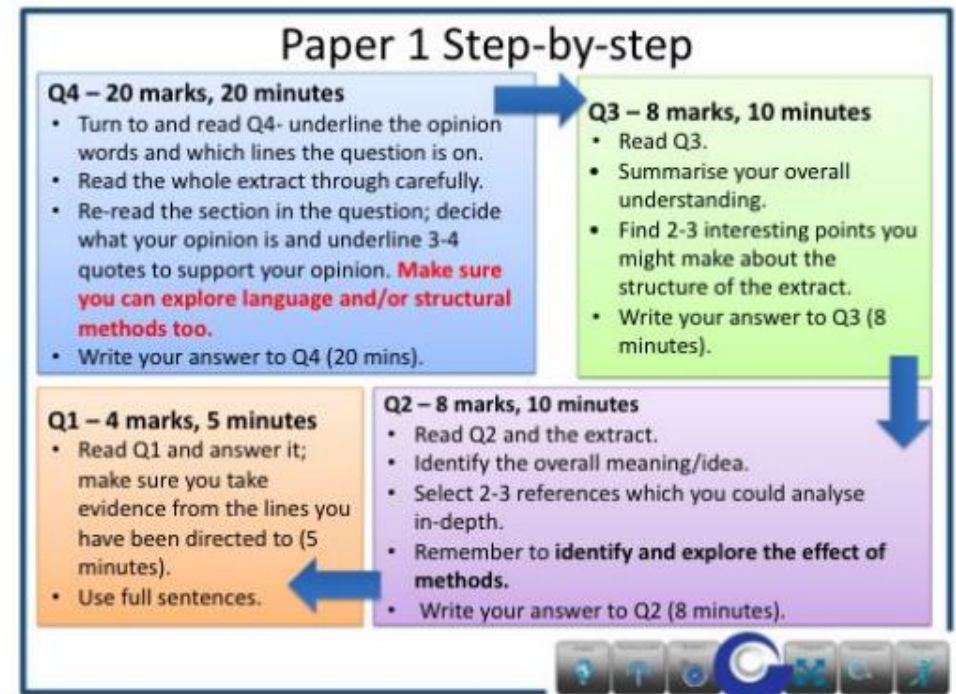 Paper 1 Step-by-step
Q4 – 20 marks, 20 minutes
• Turn to and read Q4- underline the opinion
words and which lines the question is on.
• Read the whole extract through carefully.
• Re-read the section in the question; decide
what your opinion is and underline 3-4
quotes to support your opinion. Make sure
you can explore language and/or structural
methods too.
• Write your answer to Q4 (20 mins).
Q3 – 8 marks, 10 minutes
• Read Q3.
• Summarise your overall
understanding.
• Find 2-3 interesting points you
might make about the
structure of the extract.
• Write your answer to Q3 (8
minutes).
Q2 – 8 marks, 10 minutes
• Read Q2 and the extract.
• Identify the overall meaning/idea.
• Select 2-3 references which you could analyse
in-depth.
• Remember to identify and explore the effect of
methods.
• Write your answer to Q2 (8 minutes).
Q1 – 4 marks, 5 minutes
• Read Q1 and answer it;
make sure you take
evidence from the lines you
have been directed to (5
minutes).
• Use full sentences.